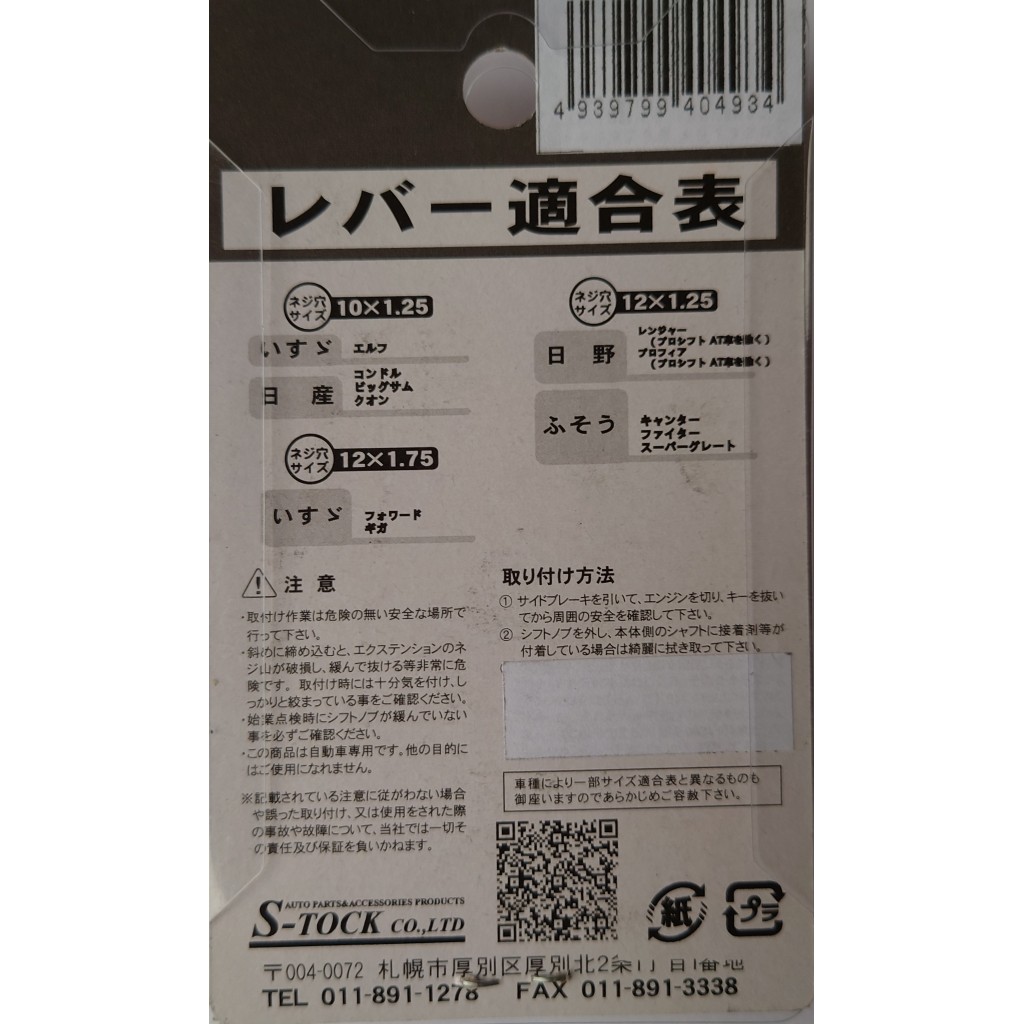 4 939799 404934
レバー適合表
ネジ穴
サイズ 10×1.25
いすゞ エルフ
日産 コンドル
ビッグサム
クオン
ネジ穴
サイズ 12×1.75
いすゞ フォワード
ギガ
ネジ穴
サイズ 12×1.25
日野 レンジャー
(プロシフト AT車を除く)
プロフィア
(プロシフト AT車を除く)
ふそう キャンター
ファイター
スーパーグレート
注意
・取付け作業は危険の無い安全な場所で
行って下さい。
・斜めに締め込むと、エクステンションのネ
ジ山が破損し、緩んで抜ける等非常に危
険です。取付け時には十分気を付け、し
っかりと絞まっている事をご確認ください。
・始業点検時にシフトノブが緩んでいない
事を必ずご確認ください。
・この商品は自動車専用です。他の目的に
はご使用になれません。
※記載されている注意に従がわない場合
や誤った取り付け、又は使用をされた際
の事故や故障について、当社では一切そ
の責任及び保証を負いかねます。
取り付け方法
① サイドブレーキを引いて、エンジンを切り、キーを抜い
てから周囲の安全を確認して下さい。
② シフトノブを外し、本体側のシャフトに接着剤等が
付着している場合は綺麗に拭き取って下さい。
車種により一部サイズ適合表と異なるものも
御座いますのであらかじめご容赦下さい。
AUTO PARTS&ACCESSORIES PRODUCTS
S-TOCK CO.,LTD
紙
プラ
〒004-0072 札幌市厚別区厚別北2条1丁目1番地
TEL 011-891-1278 FAX 011-891-3338